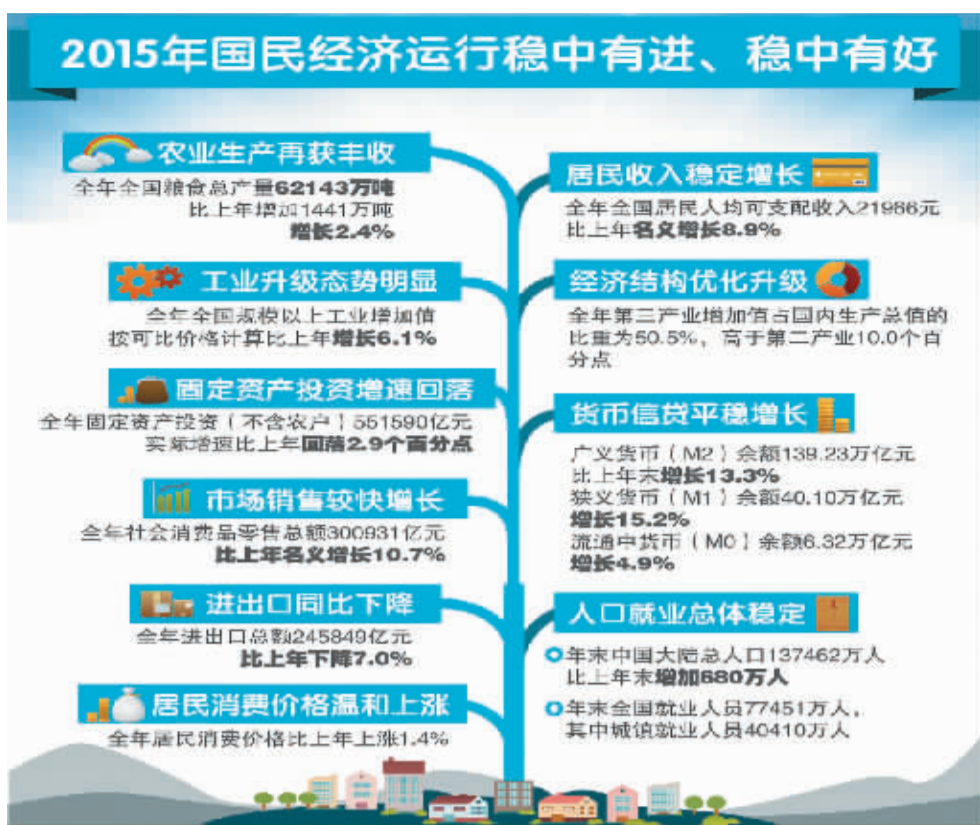 2015年国民经济运行稳中有进、稳中有好
农业生产再获丰收
全年全国粮食总产量62143万吨
比上年增加1441万吨
增长2.4%
工业升级态势明显
全年全国规模以上工业增加值
按可比价格计算比上年增长6.1%
固定资产投资增速回落
全年固定资产投资（不含农户）551590亿元
实际增速比上年回落2.9个百分点
市场销售较快增长
全年社会消费品零售总额300931亿元
比上年名义增长10.7%
进出口同比下降
全年进出口总额245849亿元
比上年下降7.0%
居民消费价格温和上涨
全年居民消费价格比上年上涨1.4%
居民收入稳定增长
全年全国居民人均可支配收入21966元
比上年名义增长8.9%
经济结构优化升级
全年第三产业增加值占国内生产总值的
比重为50.5%，高于第二产业10.0个百
分点
货币信贷平稳增长
广义货币（M2）余额139.23万亿元
比上年末增长13.3%
狭义货币（M1）余额40.10万亿元
增长15.2%
流通中货币（M0）余额6.32万亿元
增长4.9%
人口就业总体稳定
年末中国大陆总人口137462万人
比上年末增加680万人
年末全国就业人员77451万人，
其中城镇就业人员40410万人